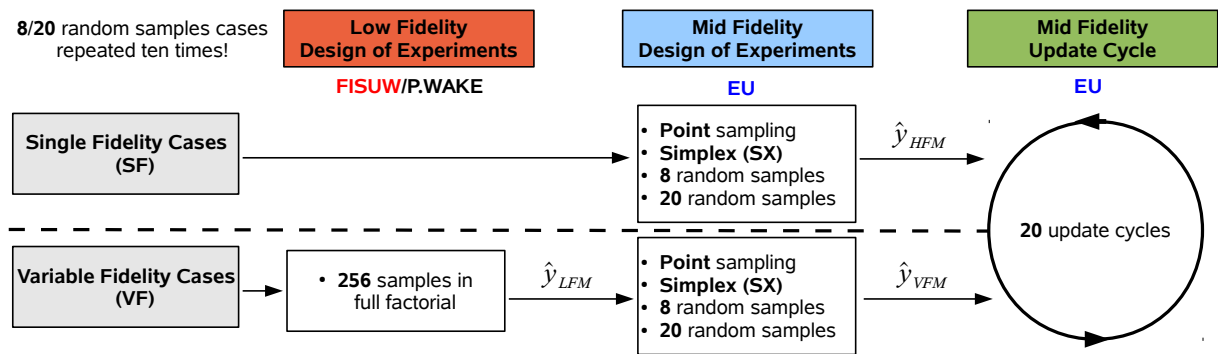 8/20 random samples cases
repeated ten times!
Low Fidelity
Design of Experiments
Mid Fidelity
Design of Experiments
Mid Fidelity
Update Cycle
FISUW/P.WAKE
EU
EU
Single Fidelity Cases
(SF)
• Point sampling
• Simplex (SX)
• 8 random samples
• 20 random samples
ŷ_HFM
20 update cycles
Variable Fidelity Cases
(VF)
• 256 samples in
full factorial
ŷ_LFM
• Point sampling
• Simplex (SX)
• 8 random samples
• 20 random samples
ŷ_VFM